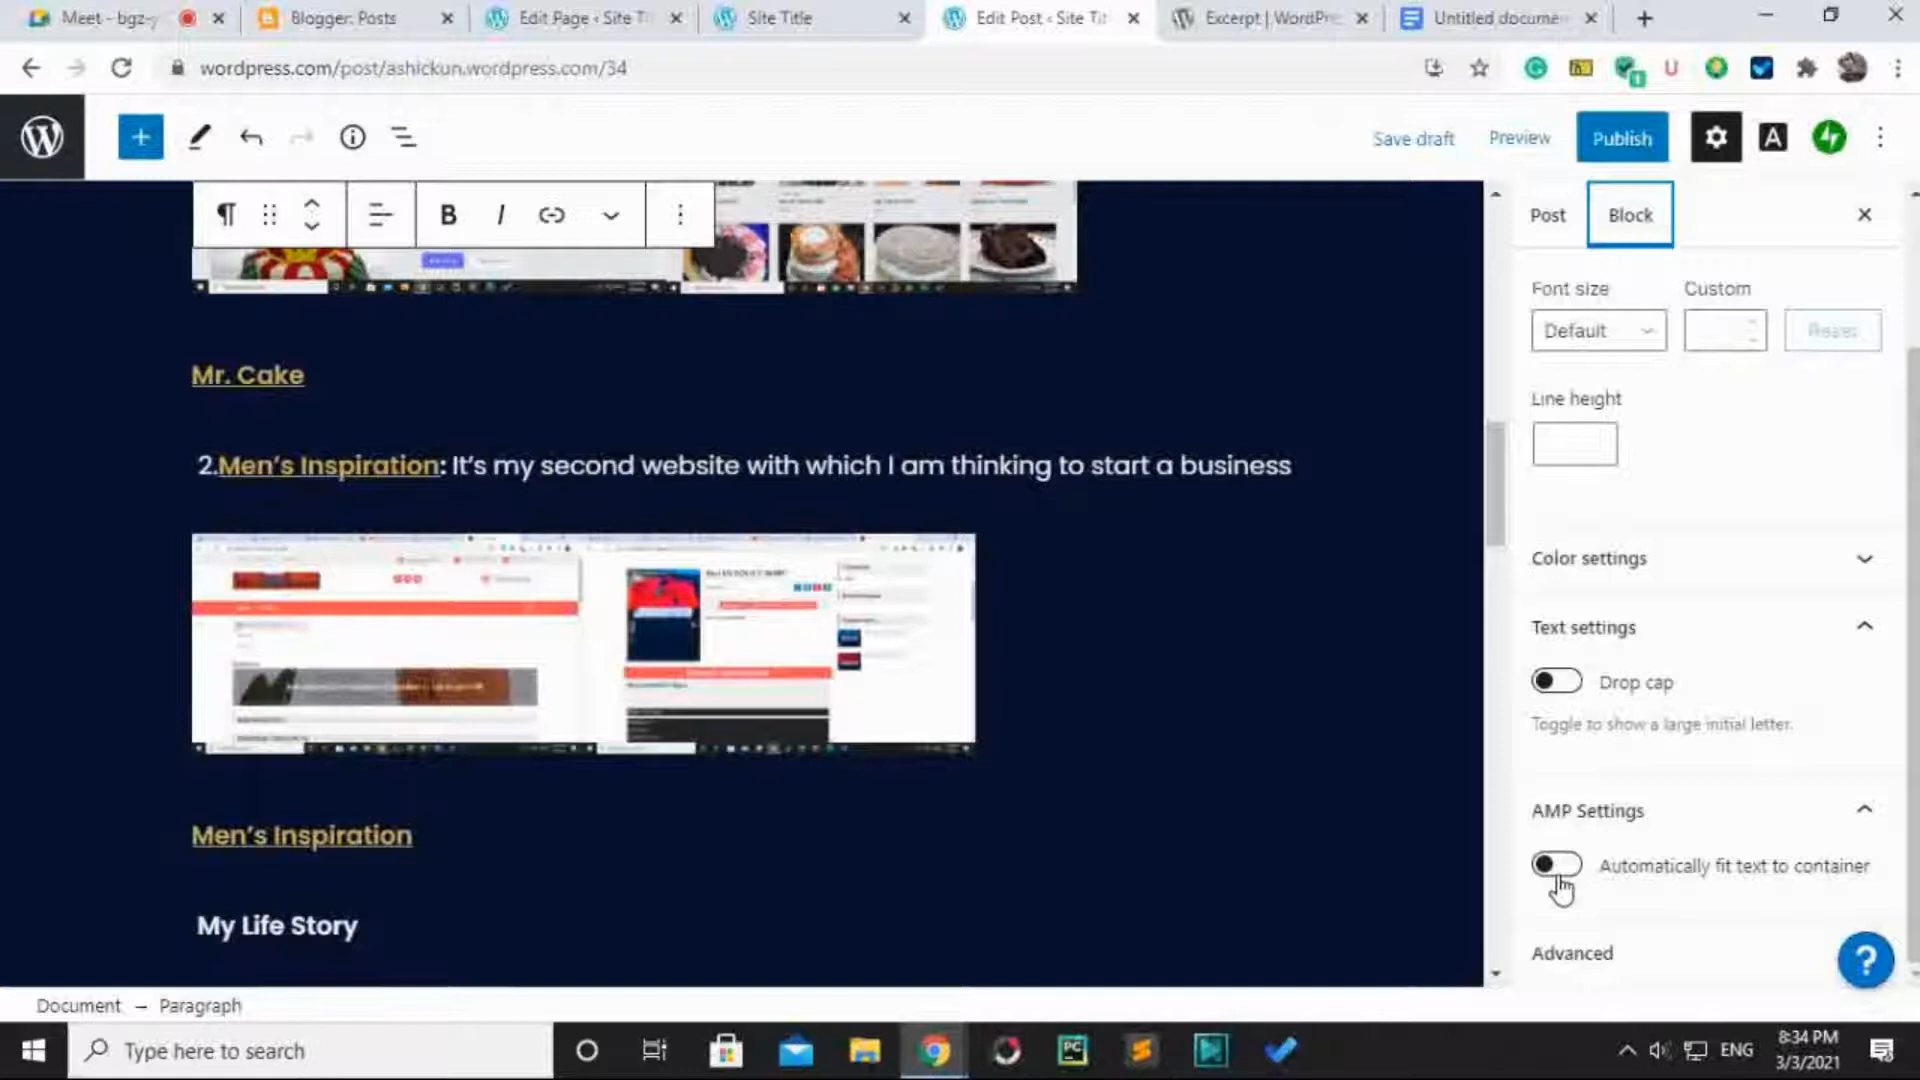 Meet - bgz-y
Blogger: Posts
Edit Page ‹ Site T
Site Title
Edit Post ‹ Site Tit
Excerpt | WordPre
Untitled docume
wordpress.com/post/ashickun.wordpress.com/34
Save draft
Preview
Publish
B
I
Post
Block
Font size
Custom
Default
Reset
Line height
Mr. Cake
2.Men's Inspiration: It's my second website with which I am thinking to start a business
Color settings
Text settings
Drop cap
Toggle to show a large initial letter.
AMP Settings
Automatically fit text to container
Men's Inspiration
My Life Story
Advanced
Document → Paragraph
Type here to search
ENG
8:34 PM
3/3/2021